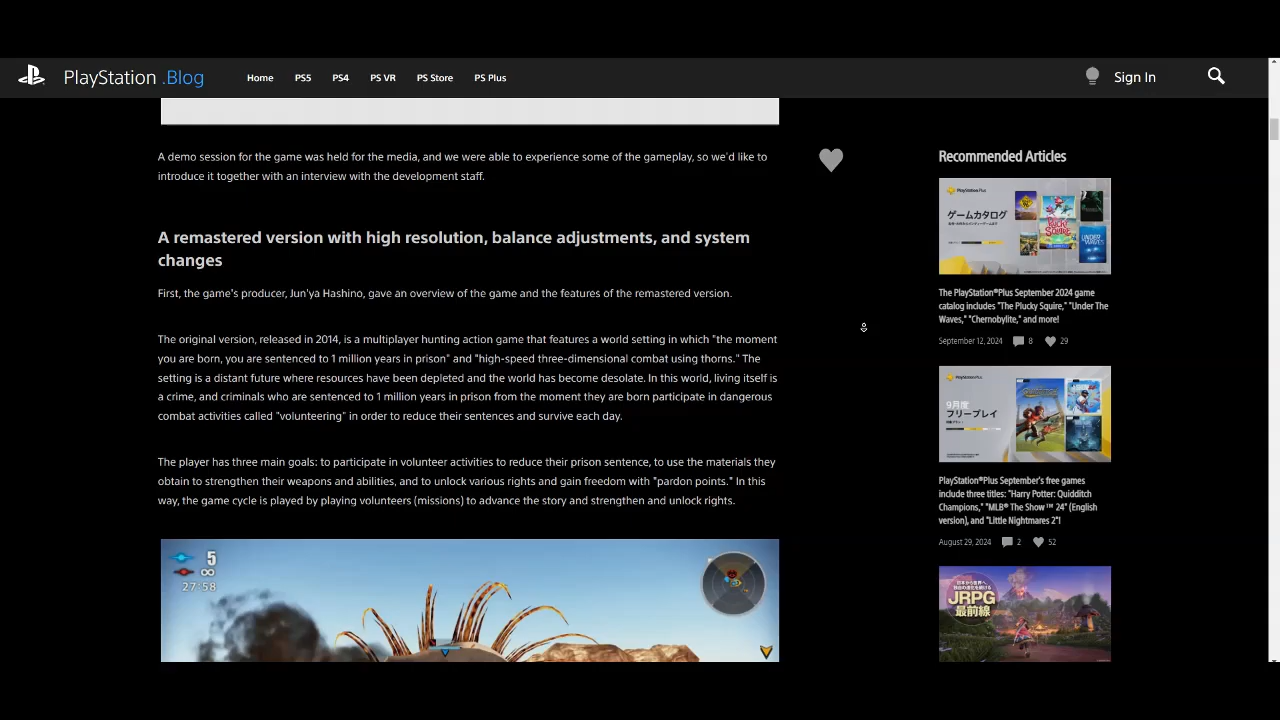 PlayStation .Blog
Home PS5 PS4 PS VR PS Store PS Plus
Sign In
A demo session for the game was held for the media, and we were able to experience some of the gameplay, so we'd like to
introduce it together with an interview with the development staff.
A remastered version with high resolution, balance adjustments, and system
changes
First, the game's producer, Jun'ya Hashino, gave an overview of the game and the features of the remastered version.
The original version, released in 2014, is a multiplayer hunting action game that features a world setting in which "the moment
you are born, you are sentenced to 1 million years in prison" and "high-speed three-dimensional combat using thorns." The
setting is a distant future where resources have been depleted and the world has become desolate. In this world, living itself is
a crime, and criminals who are sentenced to 1 million years in prison from the moment they are born participate in dangerous
combat activities called "volunteering" in order to reduce their sentences and survive each day.
The player has three main goals: to participate in volunteer activities to reduce their prison sentence, to use the materials they
obtain to strengthen their weapons and abilities, and to unlock various rights and gain freedom with "pardon points." In this
way, the game cycle is played by playing volunteers (missions) to advance the story and strengthen and unlock rights.
5
∞
27'58
Recommended Articles
PlayStation Plus
ゲームカタログ
UNDER
WAVES
The PlayStation®Plus September 2024 game
catalog includes "The Plucky Squire," "Under The
Waves," "Chernobylite," and more!
September 12, 2024 8 29
PlayStation Plus
9月度
フリープレイ
PlayStation®Plus September's free games
include three titles: "Harry Potter: Quidditch
Champions," "MLB® The Show ™ 24" (English
version), and "Little Nightmares 2"!
August 29, 2024 2 52
JRPG
最前線